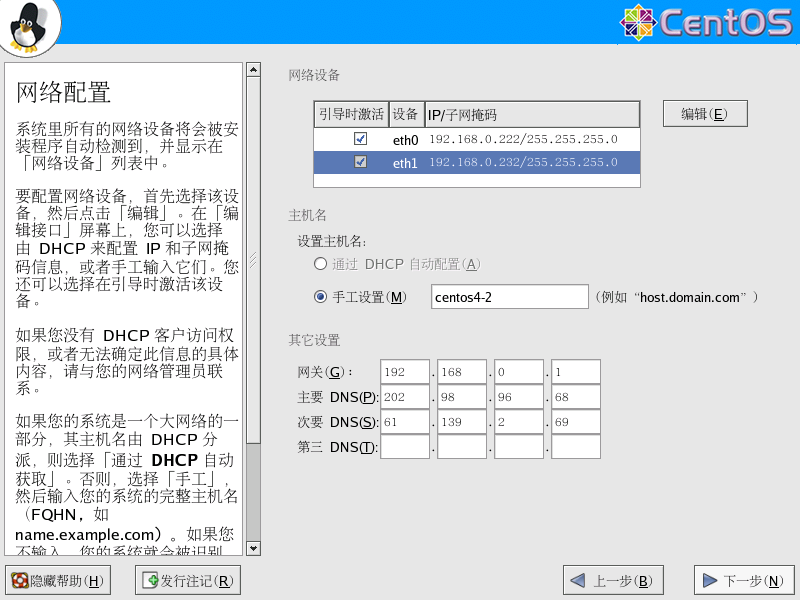 CentOS
网络配置
系统里所有的网络设备将会被安
装程序自动检测到，并显示在
「网络设备」列表中。
要配置网络设备，首先选择该设
备，然后点击「编辑」。在「编
辑接口」屏幕上，您可以选择
由 DHCP 来配置 IP 和子网掩
码信息，或者手工输入它们。您
还可以选择在引导时激活该设
备。
如果您没有 DHCP 客户访问权
限，或者无法确定此信息的具体
内容，请与您的网络管理员联
系。
如果您的系统是一个大网络的一
部分，其主机名由 DHCP 分
派，则选择「通过 DHCP 自动
获取」。否则，选择「手工」，
然后输入您的系统的完整主机名
（FQHN，如
name.example.com）。如果您
不输入，您的系统就会被识别
网络设备
引导时激活 设备 IP/子网掩码
eth0 192.168.0.222/255.255.255.0
eth1 192.168.0.232/255.255.255.0
编辑(E)
主机名
设置主机名:
通过 DHCP 自动配置(A)
手工设置(M) centos4-2 （例如 “host.domain.com” ）
其它设置
网关(G)： 192 . 168 . 0 . 1
主要 DNS(P): 202 . 98 . 96 . 68
次要 DNS(S): 61 . 139 . 2 . 69
第三 DNS(T): . . .
隐藏帮助(H) 发行注记(R) 上一步(B) 下一步(N)